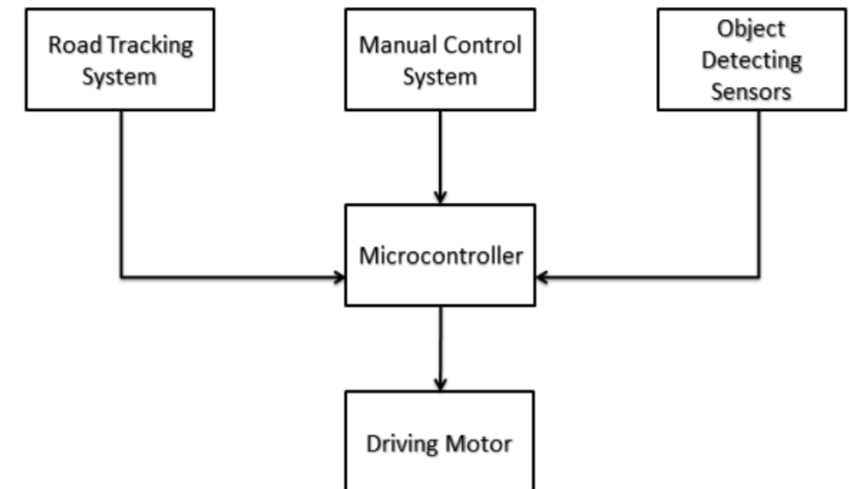 Road Tracking
System
Manual Control
System
Object
Detecting
Sensors
Microcontroller
Driving Motor